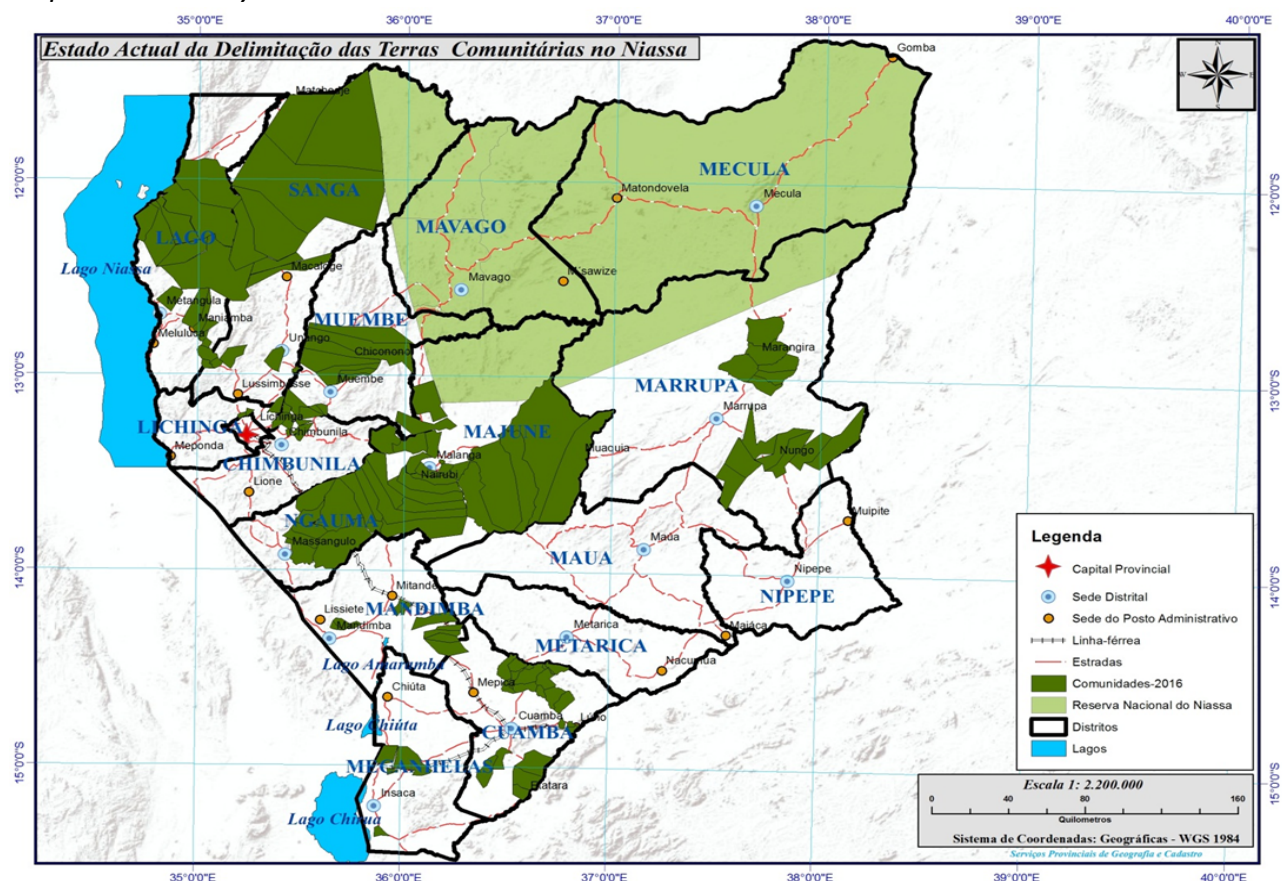 35°0'0"E 36°0'0"E 37°0'0"E 38°0'0"E 39°0'0"E 40°0'0"E
Estado Actual da Delimitação das Terras Comunitárias no Niassa
Gomba
N
W E
S
12°0'0"S
12°0'0"S
SANGA
MECULA
Matondovela
Mecula
MAVAGO
LAGO
Lago Niassa
Macaloge
Mavago
M'sawize
Metangula
Maniamba
MUEMBE
Meluluca
Unango
Chiconono
Marangira
13°0'0"S
13°0'0"S
Muembe
MARRUPA
Marrupa
Lichinga
LICHINGA
Chimbunila
MAJUNE
Meponda
Malanga
CHIMBUNILA
Nairubi
Nungo
Lione
NGAUMA
Massangulo
Muipite
Maúa
MAUA
14°0'0"S
14°0'0"S
Nipepe
NIPEPE
Mitande
MANDIMBA
Lissiete
Mandimba
Metarica
METARICA
Maiáca
Lago Amaramba
Chiúta
Mepica
Lago Chiúta
Cuamba
Lúrio
CUAMBA
15°0'0"S
15°0'0"S
MECANHELAS
Insaca
Lago Chirua
Legenda
Capital Provincial
Sede Distrital
Sede do Posto Administrativo
Linha-férrea
Estradas
Comunidades-2016
Reserva Nacional do Niassa
Distritos
Lagos
Escala 1: 2.200.000
0 40 80 120 160
Quilometros
Sistema de Coordenadas: Geográficas - WGS 1984
Serviços Provinciais de Geografia e Cadastro
35°0'0"E 36°0'0"E 37°0'0"E 38°0'0"E 39°0'0"E 40°0'0"E